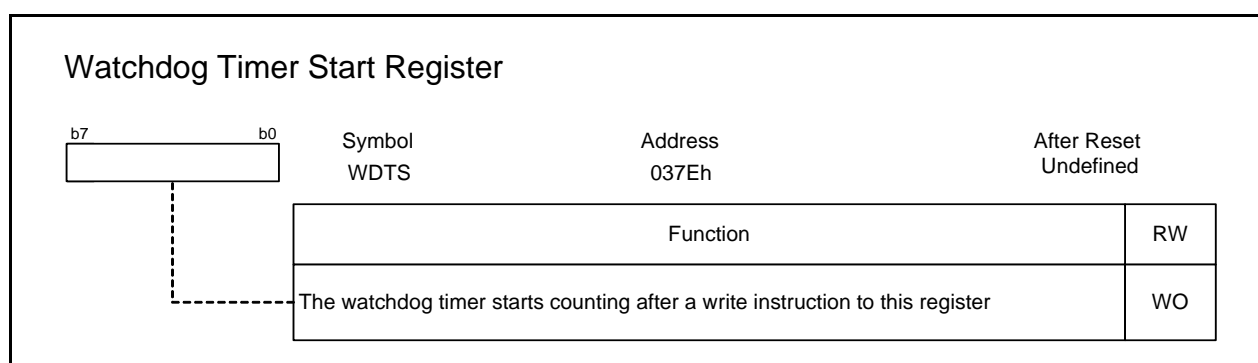 Watchdog Timer Start Register
b7 b0 Symbol Address After Reset
WDTS 037Eh Undefined
Function RW
The watchdog timer starts counting after a write instruction to this register WO